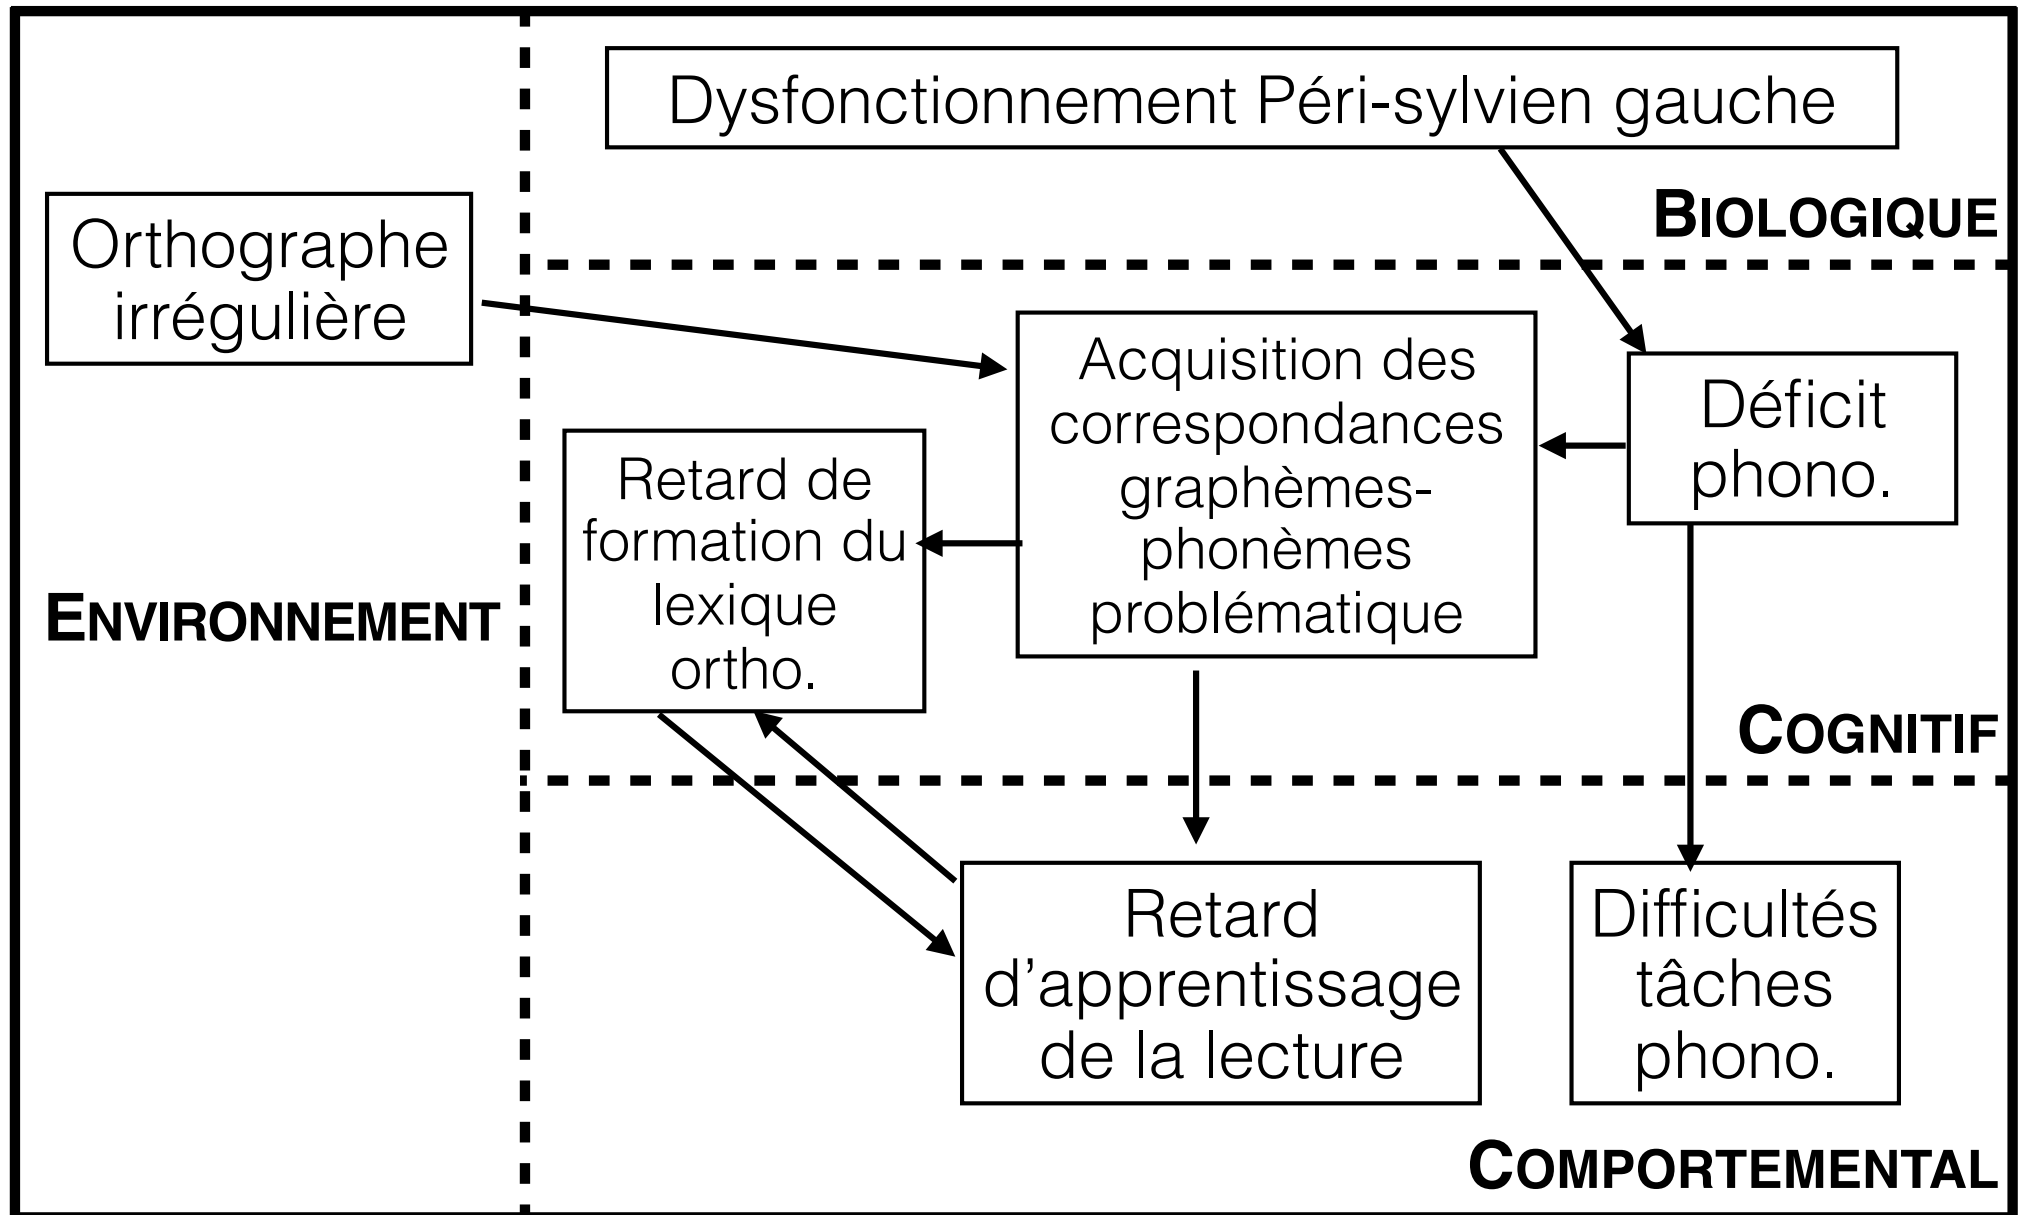 Dysfonctionnement Péri-sylvien gauche
BIOLOGIQUE
Orthographe
irrégulière
ENVIRONNEMENT
Acquisition des
correspondances
graphèmes-
phonèmes
problématique
Déficit
phono.
Retard de
formation du
lexique
ortho.
COGNITIF
Retard
d’apprentissage
de la lecture
Difficultés
tâches
phono.
COMPORTEMENTAL